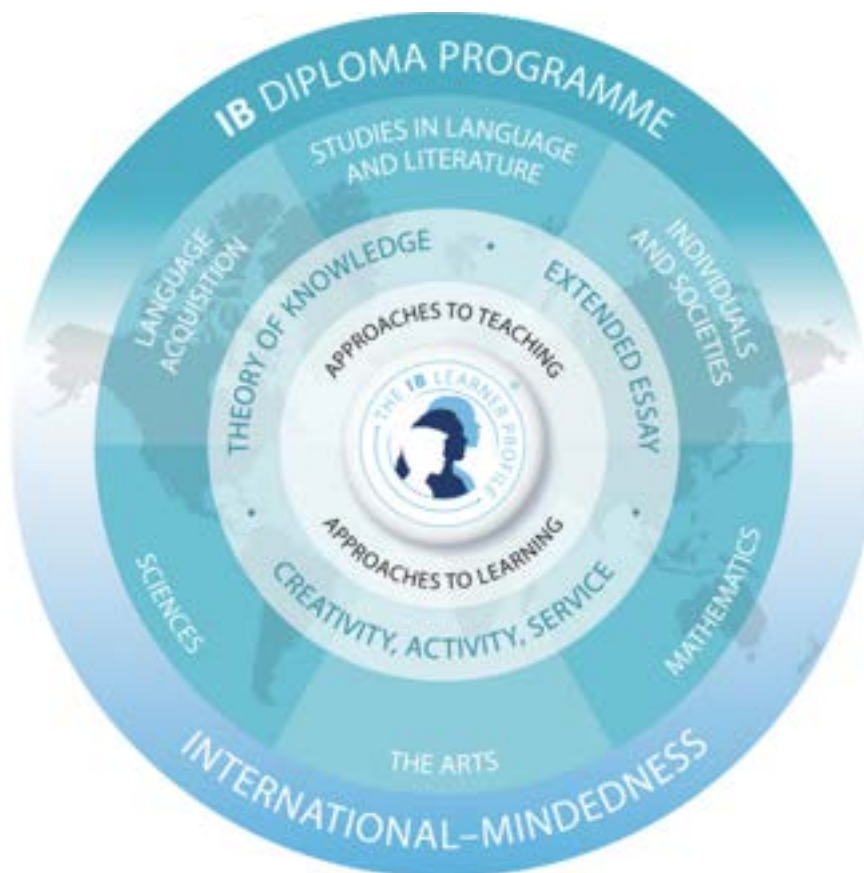 IB DIPLOMA PROGRAMME
STUDIES IN LANGUAGE
AND LITERATURE
LANGUAGE
ACQUISITION
INDIVIDUALS
AND SOCIETIES
THEORY OF KNOWLEDGE
EXTENDED ESSAY
APPROACHES TO TEACHING
THE IB LEARNER PROFILE
®
APPROACHES TO LEARNING
CREATIVITY, ACTIVITY, SERVICE
SCIENCES
MATHEMATICS
THE ARTS
INTERNATIONAL–MINDEDNESS